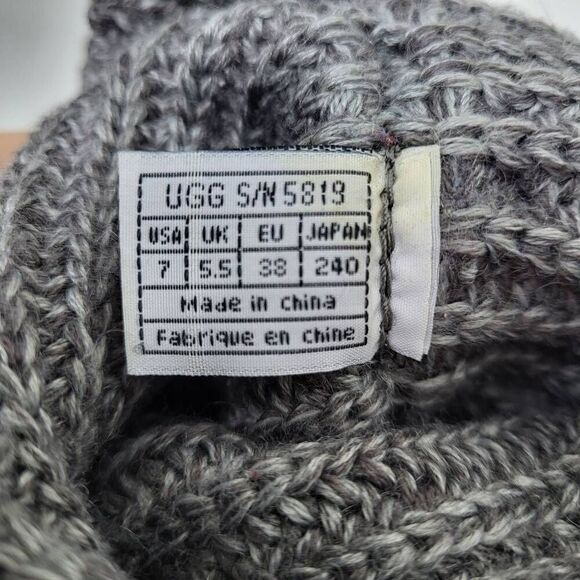 UGG S/N 5819
USA UK EU JAPAN
7 5.5 38 240
Made in China
Fabrique en Chine